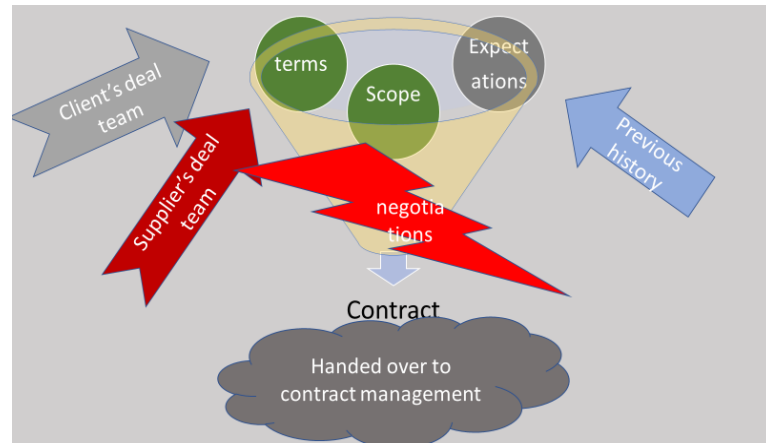 terms
Expect
ations
Scope
Client's deal
team
Supplier's deal
team
Previous
history
negotia
tions
Contract
Handed over to
contract management